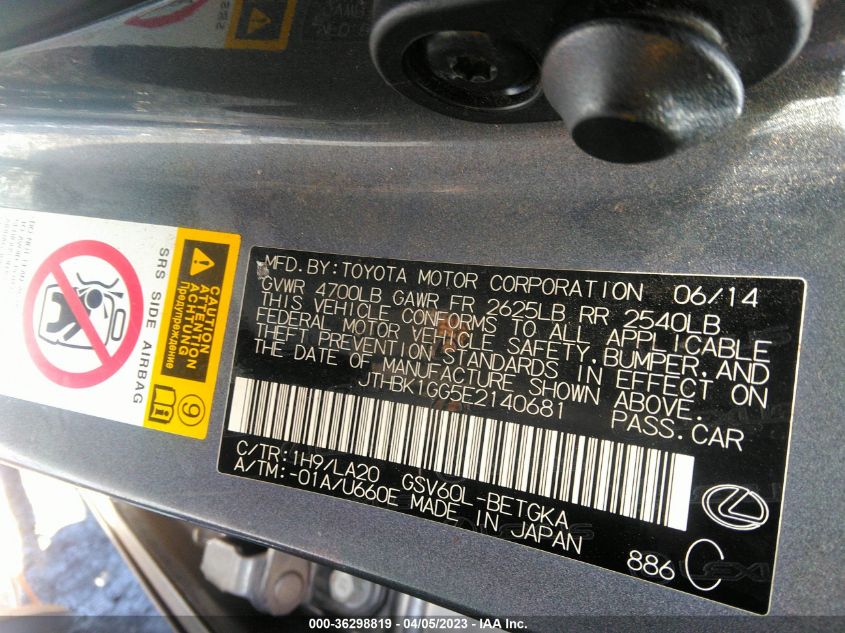 MFD.BY:TOYOTA MOTOR CORPORATION 06/14
GVWR 4700LB GAWR FR 2625LB RR 2540LB
THIS VEHICLE CONFORMS TO ALL APPLICABLE
FEDERAL MOTOR VEHICLE SAFETY,BUMPER,AND
THEFT PREVENTION STANDARDS IN EFFECT ON
THE DATE OF MANUFACTURE SHOWN ABOVE.
JTHBK1GG5E2140681 PASS.CAR
C/TR:1H9/LA20 GSV60L-BETGKA
A/TM:-01A/U660E MADE IN JAPAN
886 C
SRS SIDE AIRBAG
CAUTION
ATTENTION
ACHTUNG
Предупреждение
9
000-36298819 - 04/05/2023 - IAA Inc.